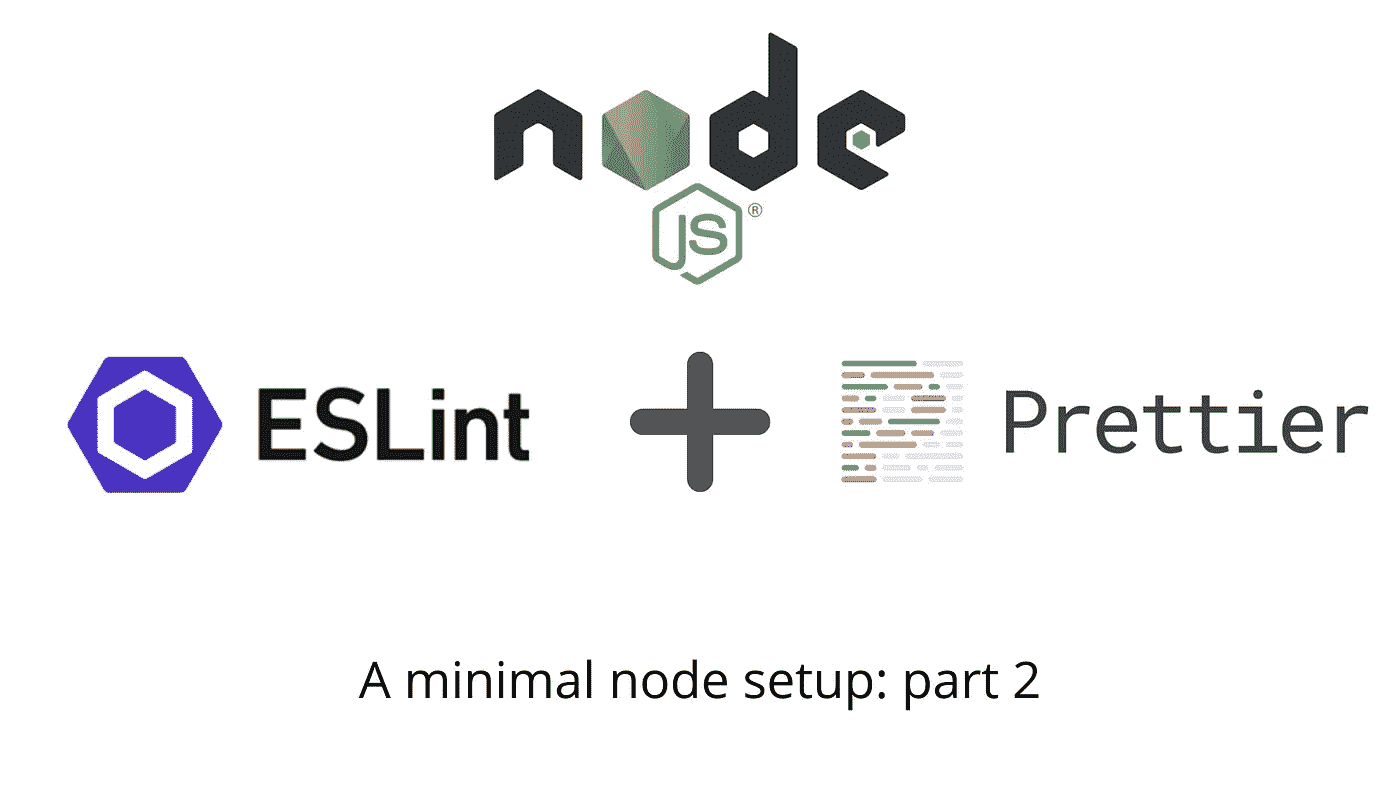 node
JS ®
ESLint
Prettier
A minimal node setup: part 2